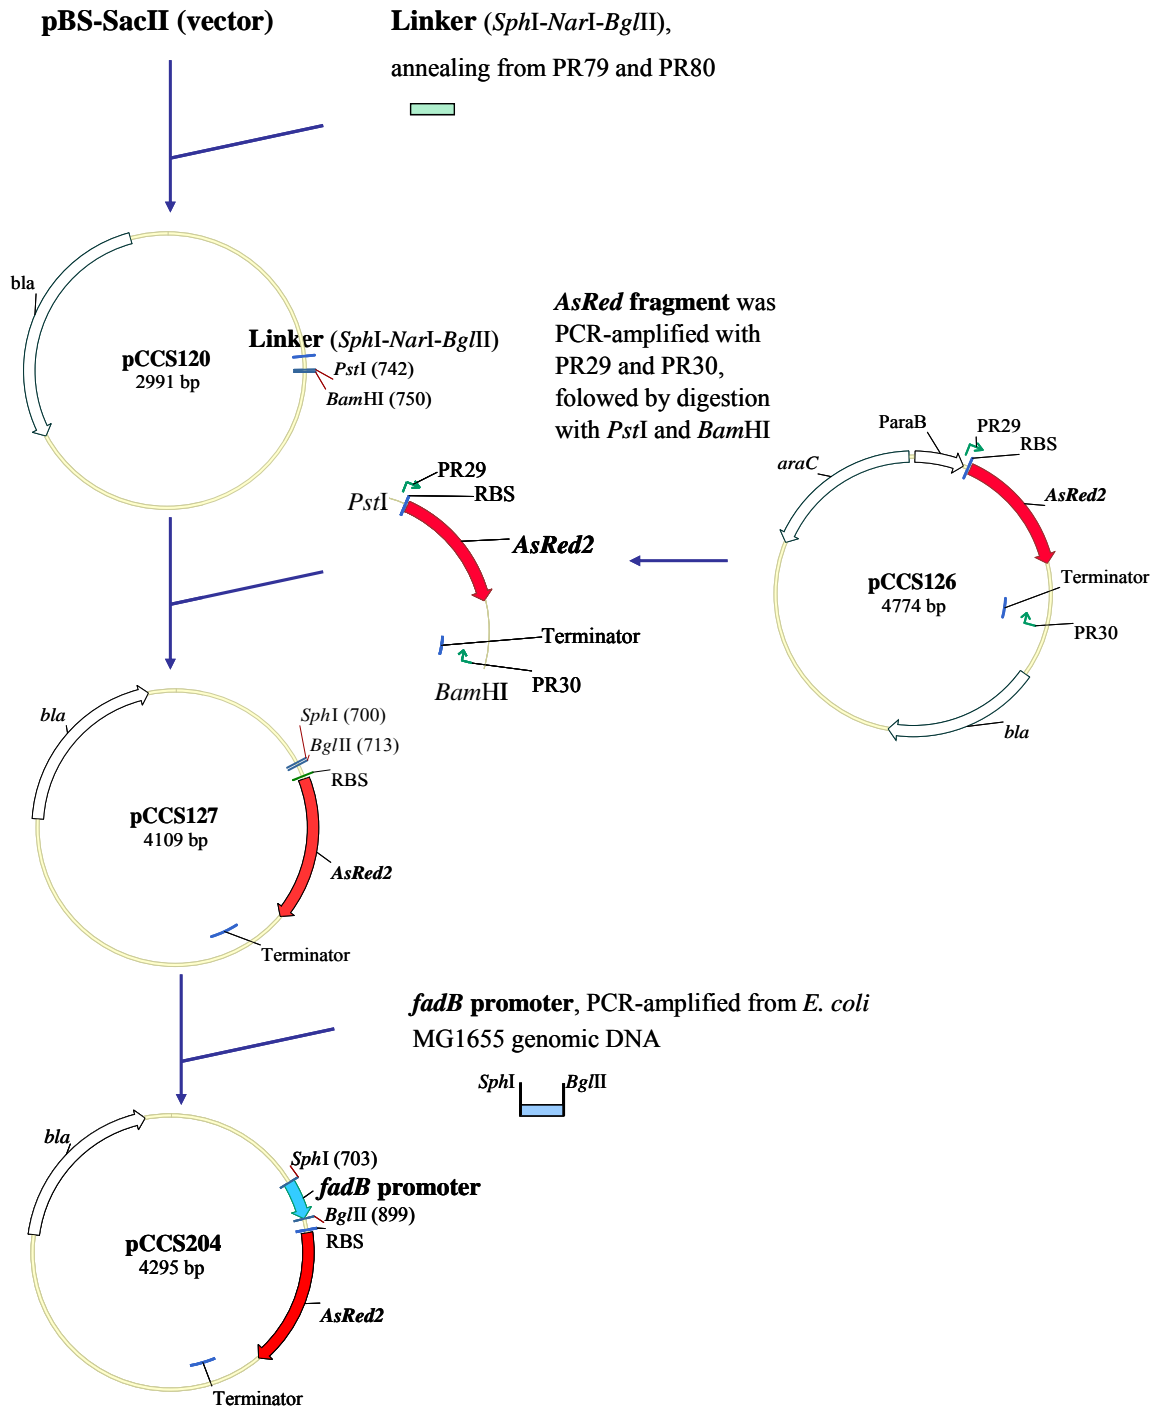 pBS-SacII (vector)
Linker (SphI-NarI-BglII),
annealing from PR79 and PR80
bla
pCCS120
2991 bp
Linker (SphI-NarI-BglII)
PstI (742)
BamHI (750)
AsRed fragment was
PCR-amplified with
PR29 and PR30,
folowed by digestion
with PstI and BamHI
PstI
PR29
RBS
AsRed2
Terminator
PR30
BamHI
ParaB
PR29
RBS
araC
AsRed2
pCCS126
4774 bp
Terminator
PR30
bla
bla
SphI (700)
BglII (713)
RBS
pCCS127
4109 bp
AsRed2
Terminator
fadB promoter, PCR-amplified from E. coli
MG1655 genomic DNA
SphI
BglII
bla
SphI (703)
fadB promoter
BglII (899)
RBS
pCCS204
4295 bp
AsRed2
Terminator